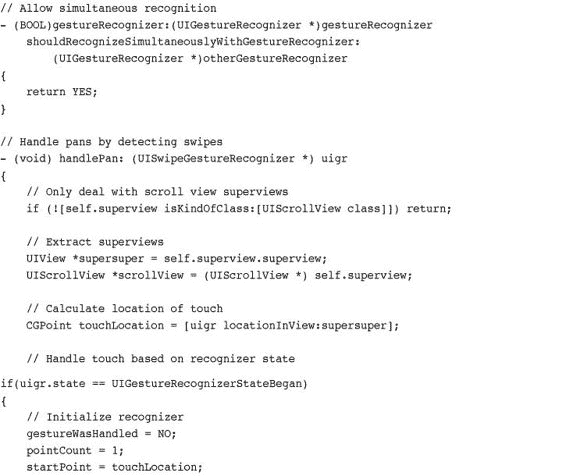 // Allow simultaneous recognition
- (BOOL)gestureRecognizer:(UIGestureRecognizer *)gestureRecognizer
    shouldRecognizeSimultaneouslyWithGestureRecognizer:
        (UIGestureRecognizer *)otherGestureRecognizer
{
    return YES;
}

// Handle pans by detecting swipes
- (void) handlePan: (UISwipeGestureRecognizer *) uigr
{
    // Only deal with scroll view superviews
    if (![self.superview isKindOfClass:[UIScrollView class]]) return;

    // Extract superviews
    UIView *supersuper = self.superview.superview;
    UIScrollView *scrollView = (UIScrollView *) self.superview;

    // Calculate location of touch
    CGPoint touchLocation = [uigr locationInView:supersuper];

    // Handle touch based on recognizer state
if(uigr.state == UIGestureRecognizerStateBegan)
{
    // Initialize recognizer
    gestureWasHandled = NO;
    pointCount = 1;
    startPoint = touchLocation;